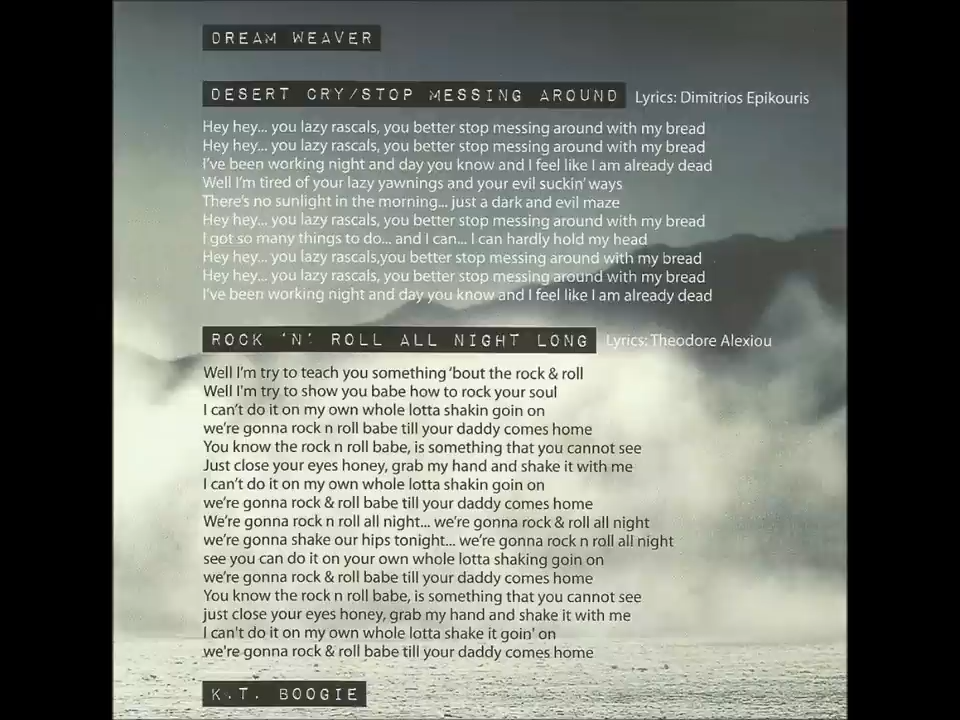 DREAM WEAVER
DESERT CRY/STOP MESSING AROUND Lyrics: Dimitrios Epikouris
Hey hey... you lazy rascals, you better stop messing around with my bread
Hey hey... you lazy rascals, you better stop messing around with my bread
I've been working night and day you know and I feel like I am already dead
Well I'm tired of your lazy yawnings and your evil suckin' ways
There's no sunlight in the morning... just a dark and evil maze
Hey hey... you lazy rascals, you better stop messing around with my bread
I got so many things to do... and I can... I can hardly hold my head
Hey hey... you lazy rascals,you better stop messing around with my bread
Hey hey... you lazy rascals, you better stop messing around with my bread
I've been working night and day you know and I feel like I am already dead
ROCK 'N' ROLL ALL NIGHT LONG Lyrics: Theodore Alexiou
Well I'm try to teach you something 'bout the rock & roll
Well I'm try to show you babe how to rock your soul
I can't do it on my own whole lotta shakin goin on
we're gonna rock n roll babe till your daddy comes home
You know the rock n roll babe, is something that you cannot see
Just close your eyes honey, grab my hand and shake it with me
I can't do it on my own whole lotta shakin goin on
we're gonna rock & roll babe till your daddy comes home
We're gonna rock n roll all night... we're gonna rock & roll all night
we're gonna shake our hips tonight... we're gonna rock n roll all night
see you can do it on your own whole lotta shaking goin on
we're gonna rock & roll babe till your daddy comes home
You know the rock n roll babe, is something that you cannot see
just close your eyes honey, grab my hand and shake it with me
I can't do it on my own whole lotta shake it goin' on
we're gonna rock & roll babe till your daddy comes home
K.T. BOOGIE